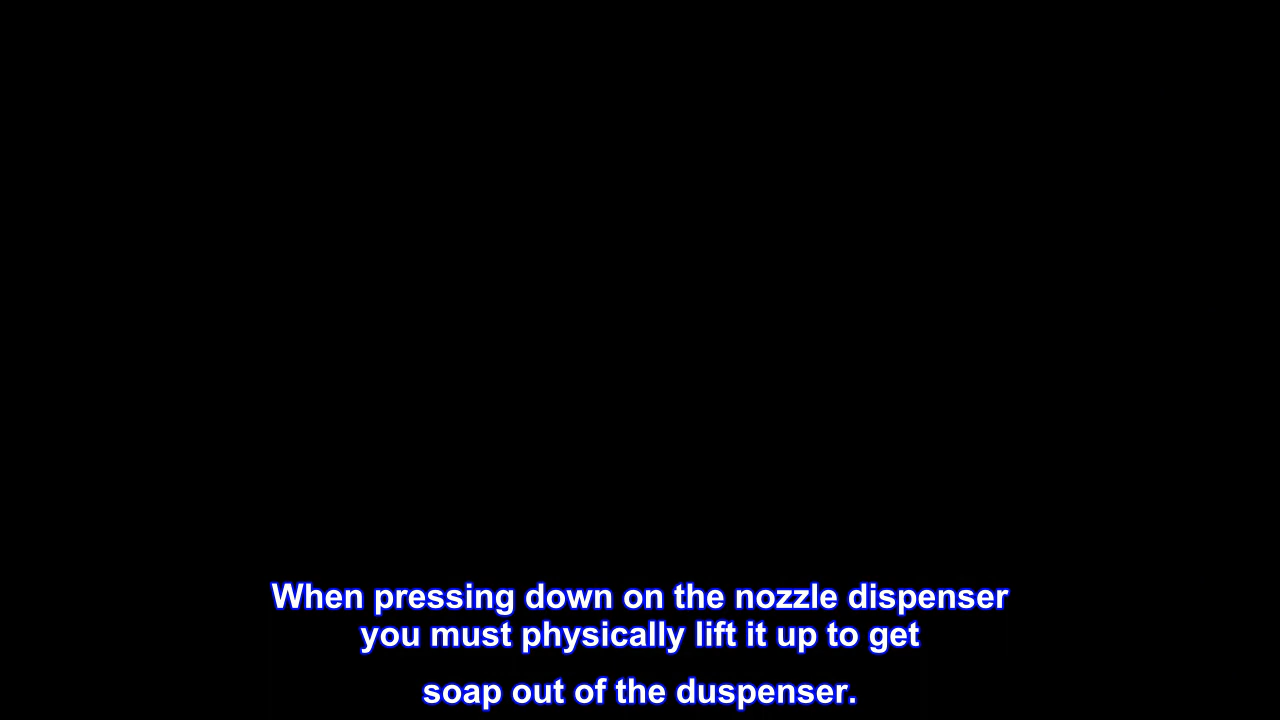 When pressing down on the nozzle dispenser
you must physically lift it up to get
soap out of the duspenser.